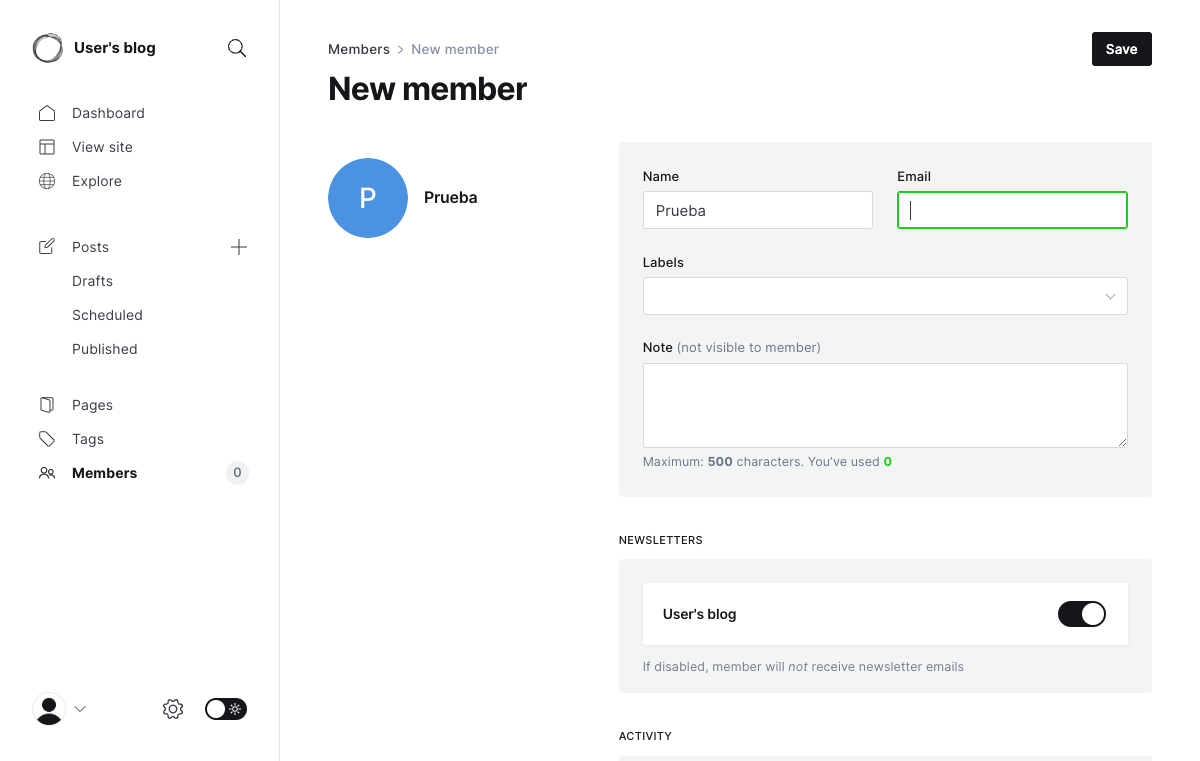 User's blog
Dashboard
View site
Explore
Posts
Drafts
Scheduled
Published
Pages
Tags
Members 0
Members > New member
Save
New member
P
Prueba
Name
Prueba
Email
Labels
Note (not visible to member)
Maximum: 500 characters. You’ve used 0
NEWSLETTERS
User's blog
If disabled, member will not receive newsletter emails
ACTIVITY